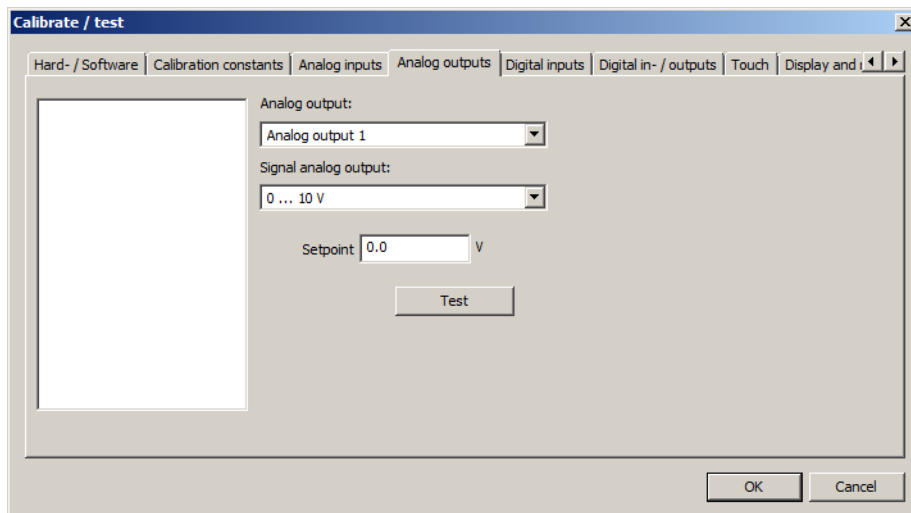 Calibrate / test
Hard- / Software Calibration constants Analog inputs Analog outputs Digital inputs Digital in- / outputs Touch Display and
Analog output:
Analog output 1
Signal analog output:
0 ... 10 V
Setpoint 0.0 V
Test
OK Cancel